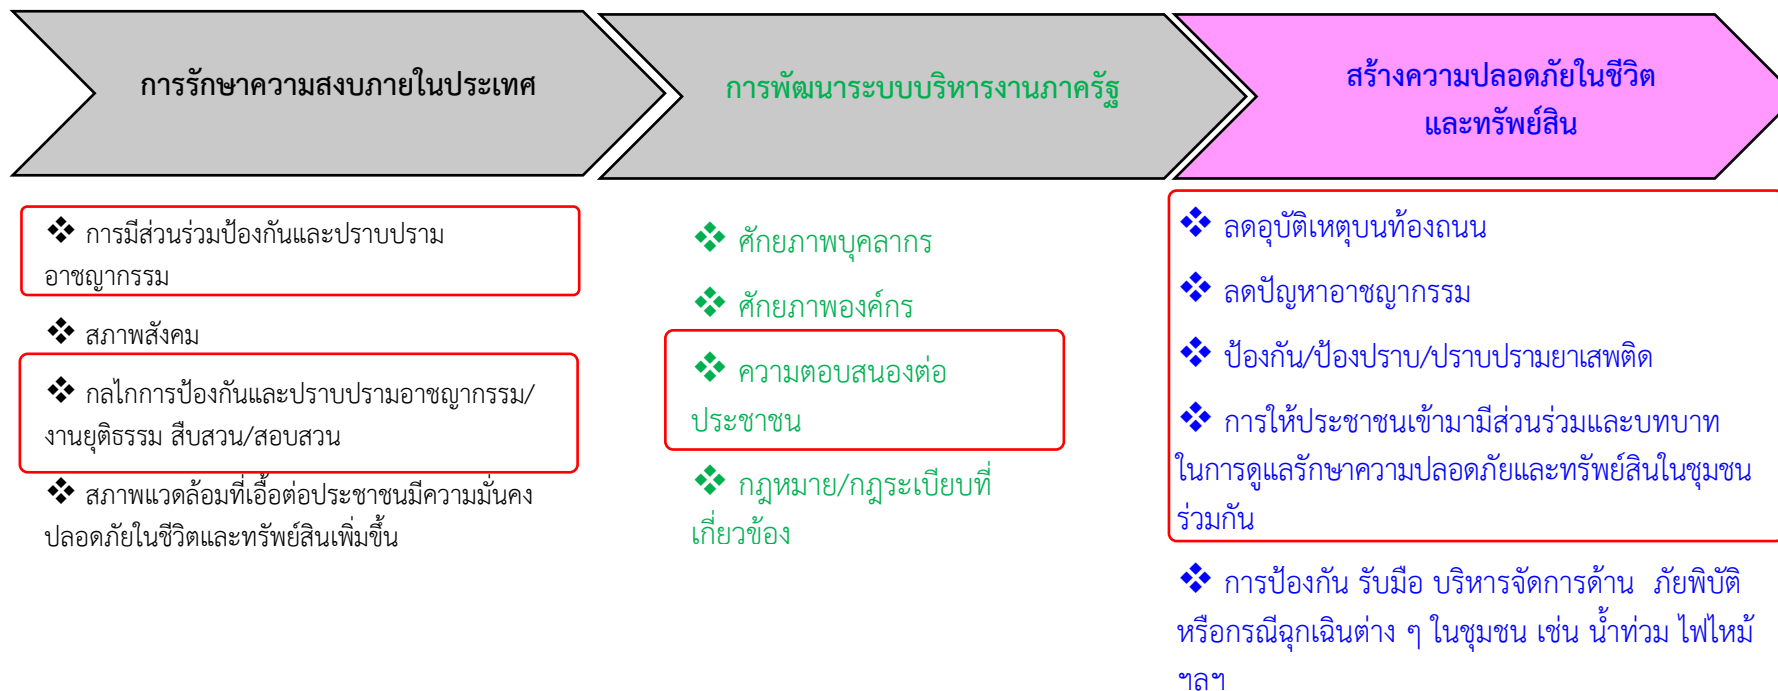 การรักษาความสงบภายในประเทศ
การพัฒนาระบบบริหารงานภาครัฐ
สร้างความปลอดภัยในชีวิต
และทรัพย์สิน
❖ การมีส่วนร่วมป้องกันและปราบปราม
อาชญากรรม
❖ สภาพสังคม
❖ กลไกการป้องกันและปราบปรามอาชญากรรม/
งานยุติธรรม สืบสวน/สอบสวน
❖ สภาพแวดล้อมที่เอื้อต่อประชาชนมีความมั่นคง
ปลอดภัยในชีวิตและทรัพย์สินเพิ่มขึ้น
❖ ศักยภาพบุคลากร
❖ ศักยภาพองค์กร
❖ ความตอบสนองต่อ
ประชาชน
❖ กฎหมาย/กฎระเบียบที่
เกี่ยวข้อง
❖ ลดอุบัติเหตุบนท้องถนน
❖ ลดปัญหาอาชญากรรม
❖ ป้องกัน/ป้องปราบ/ปราบปรามยาเสพติด
❖ การให้ประชาชนเข้ามามีส่วนร่วมและบทบาท
ในการดูแลรักษาความปลอดภัยและทรัพย์สินในชุมชน
ร่วมกัน
❖ การป้องกัน รับมือ บริหารจัดการด้าน ภัยพิบัติ
หรือกรณีฉุกเฉินต่าง ๆ ในชุมชน เช่น น้ำท่วม ไฟไหม้
ฯลฯ